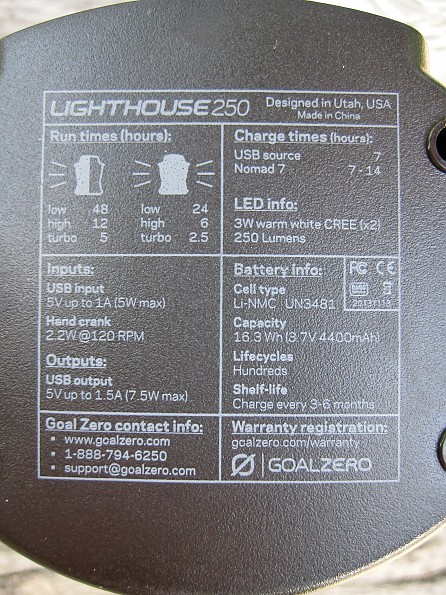 LIGHTHOUSE250
Designed in Utah, USA
Made in China
Run times (hours):
low 48 low 24
high 12 high 6
turbo 5 turbo 2.5
Charge times (hours):
USB source 7
Nomad 7 7 - 14
LED info:
3W warm white CREE (x2)
250 Lumens
Inputs:
USB input
5V up to 1A (5W max)
Hand crank
2.2W @120 RPM
Outputs:
USB output
5V up to 1.5A (7.5W max)
Battery info:
FC CE
Cell type
Li-NMC UN3481
20131118
Capacity
16.3 Wh (3.7V 4400mAh)
Lifecycles
Hundreds
Shelf-life
Charge every 3-6 months
Goal Zero contact info:
• www.goalzero.com
• 1-888-794-6250
• support@goalzero.com
Warranty registration:
goalzero.com/warranty
GOALZERO